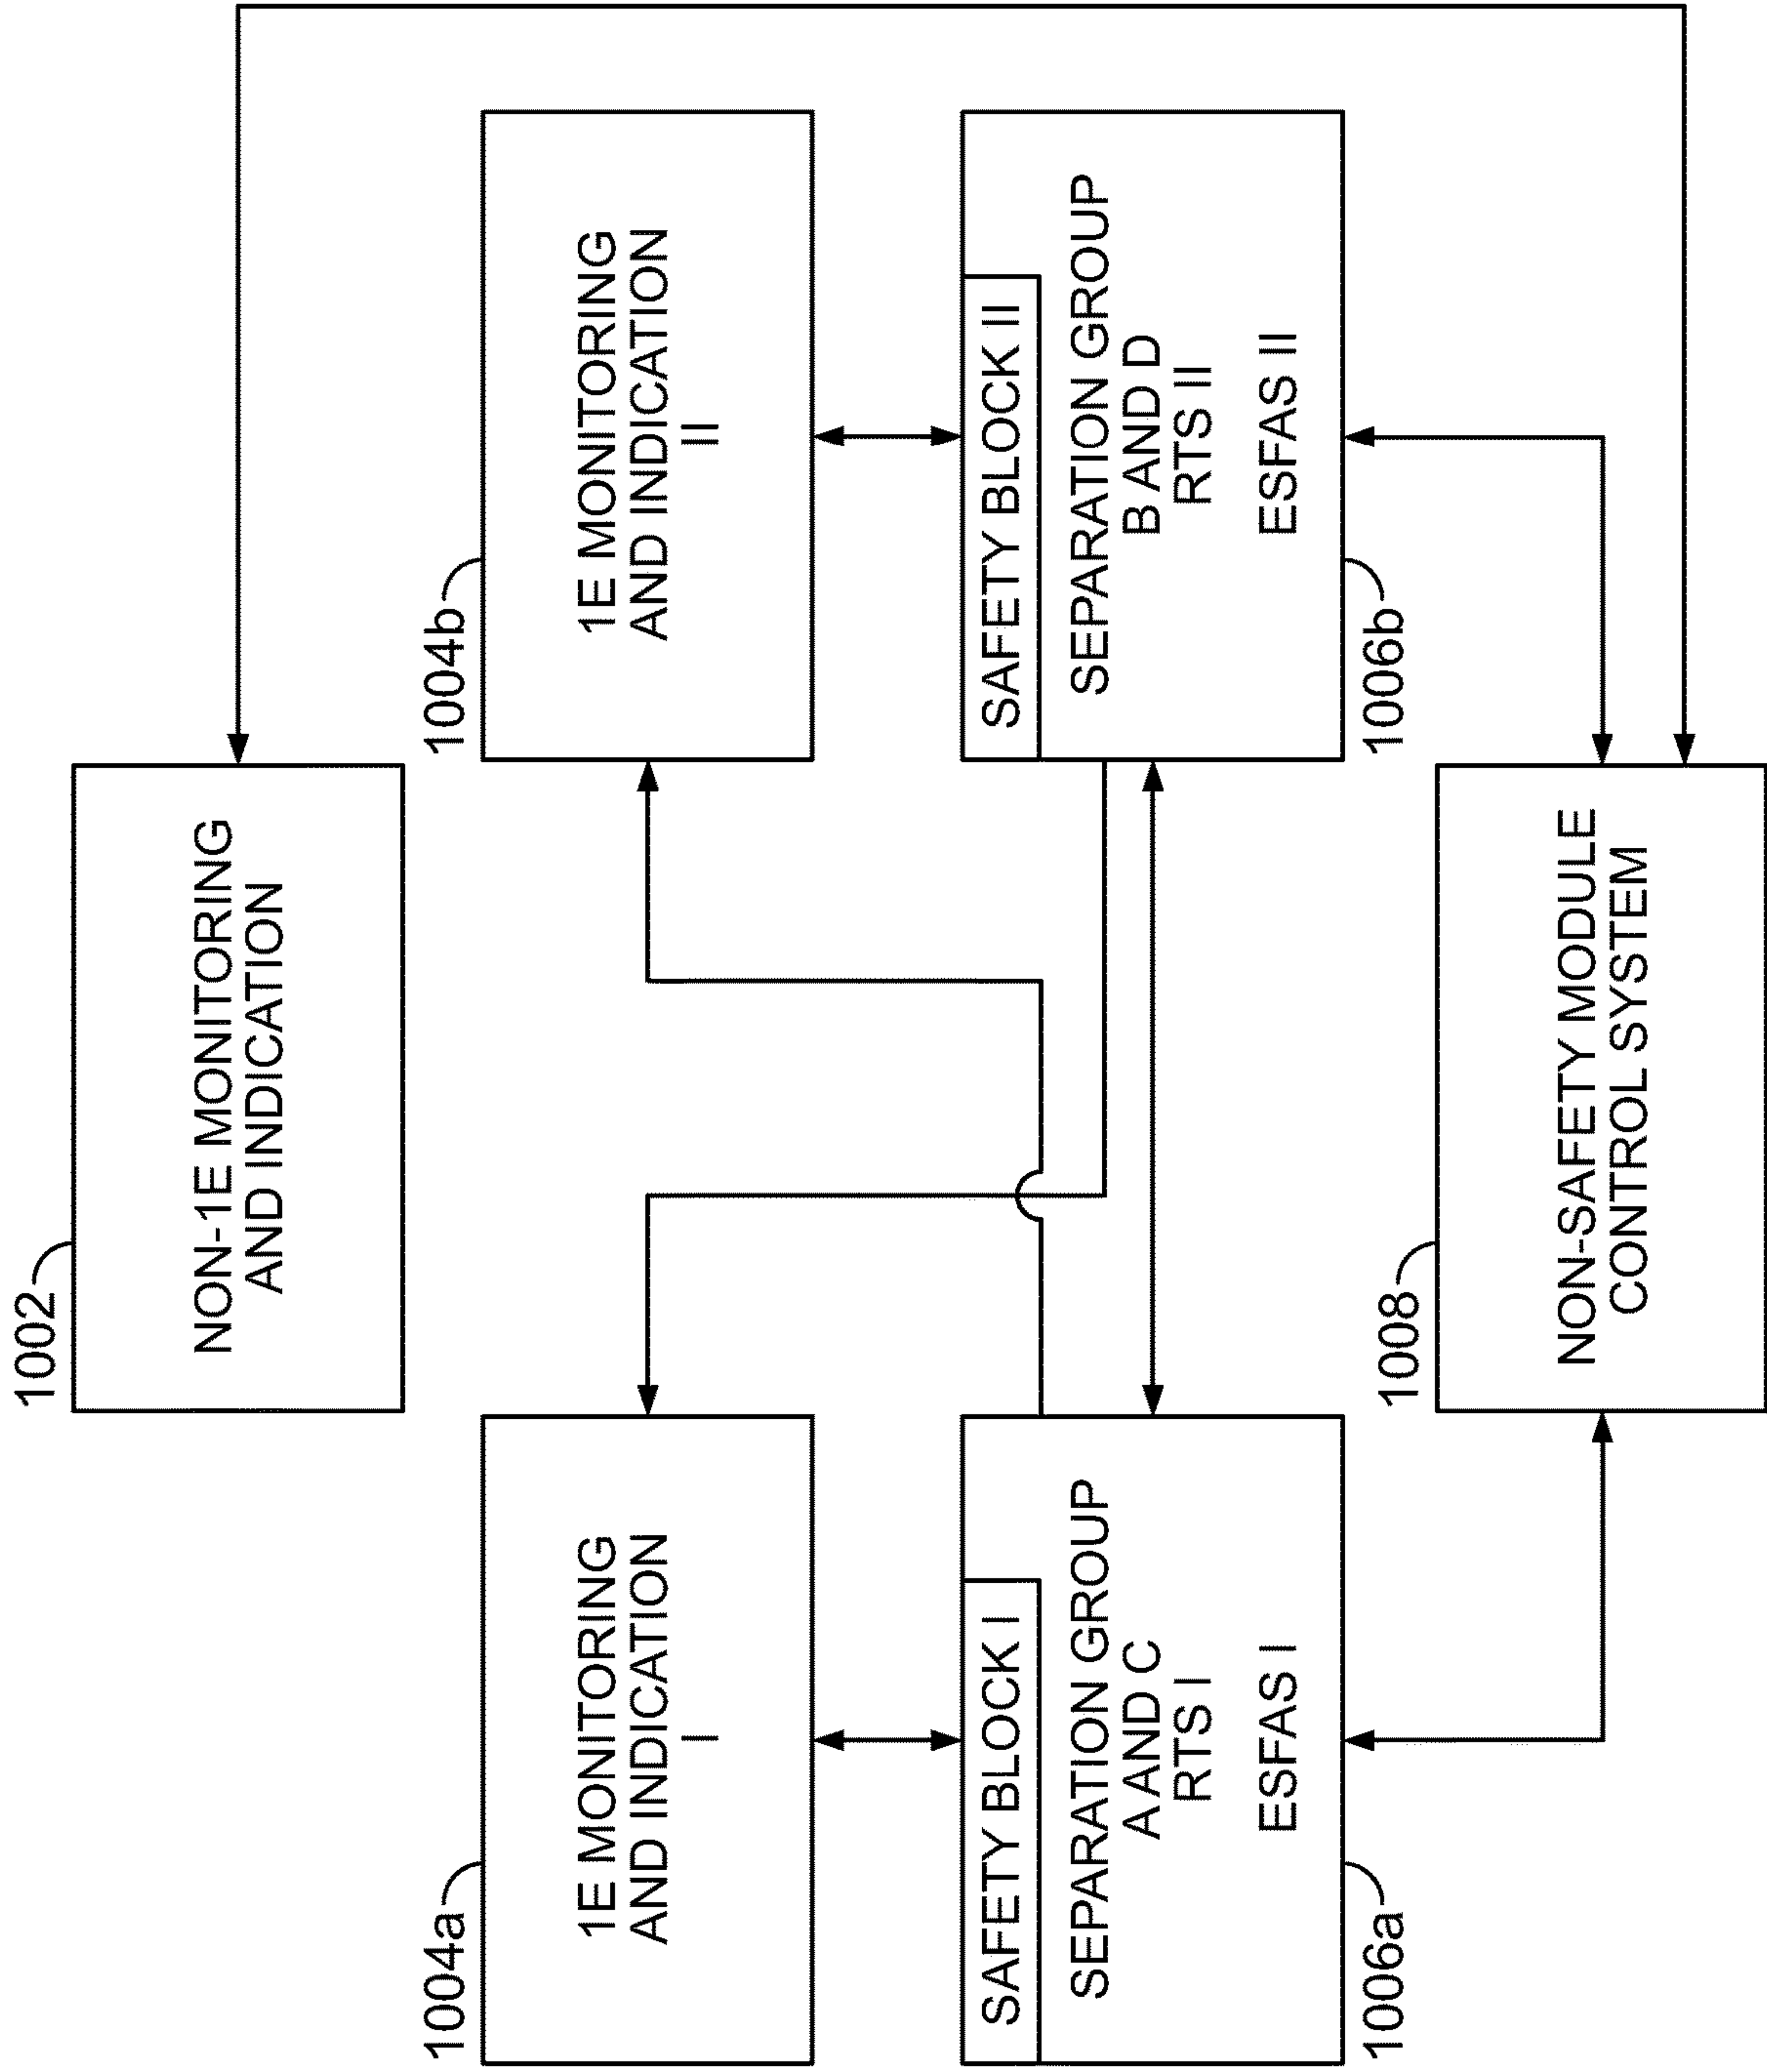 1002
NON-1E MONITORING
AND INDICATION
1004a
1E MONITORING
AND INDICATION
I
1004b
1E MONITORING
AND INDICATION
II
SAFETY BLOCK I
SEPARATION GROUP
A AND C
RTS I
ESFAS I
1006a
SAFETY BLOCK II
SEPARATION GROUP
B AND D
RTS II
ESFAS II
1006b
1008
NON-SAFETY MODULE
CONTROL SYSTEM